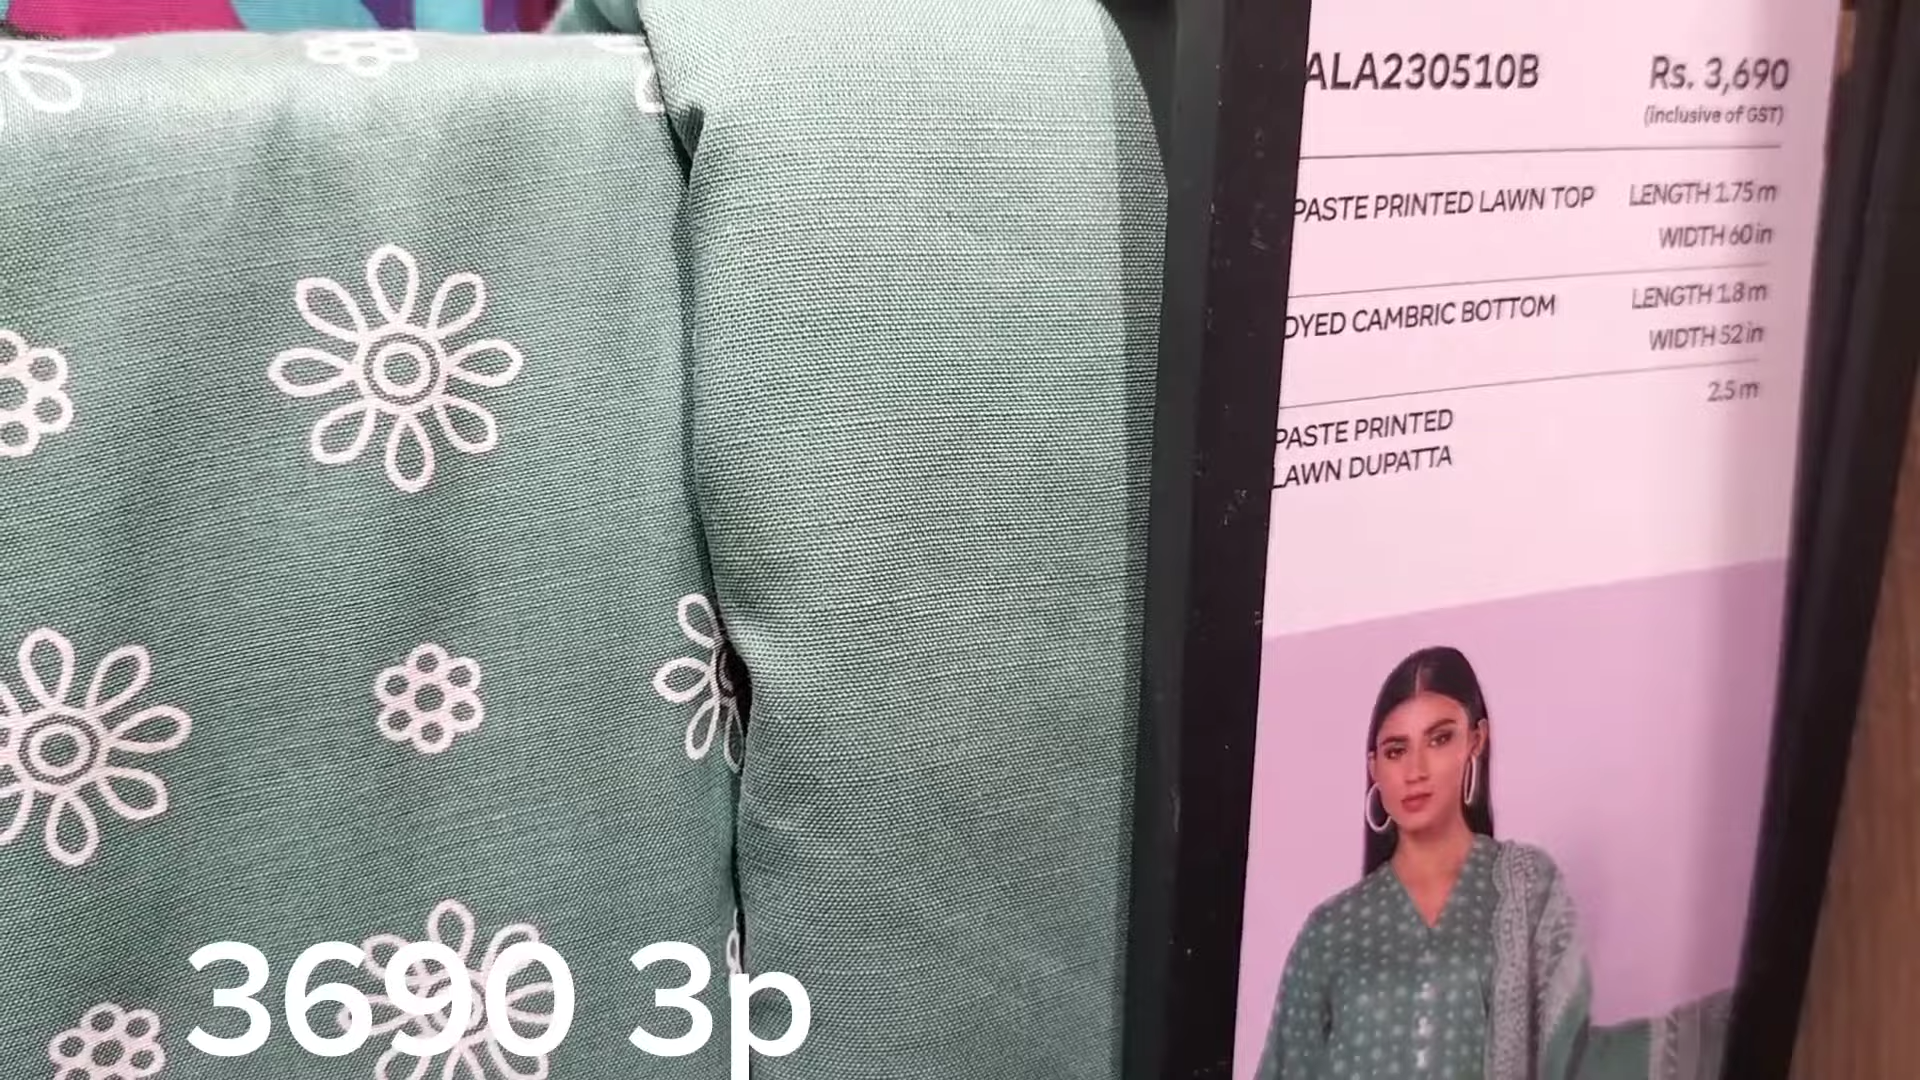 ALA230510B Rs. 3,690
(inclusive of GST)
PASTE PRINTED LAWN TOP LENGTH 1.75 m
WIDTH 60 in
DYED CAMBRIC BOTTOM LENGTH 1.8 m
WIDTH 52 in
2.5 m
PASTE PRINTED
LAWN DUPATTA
3690 3p